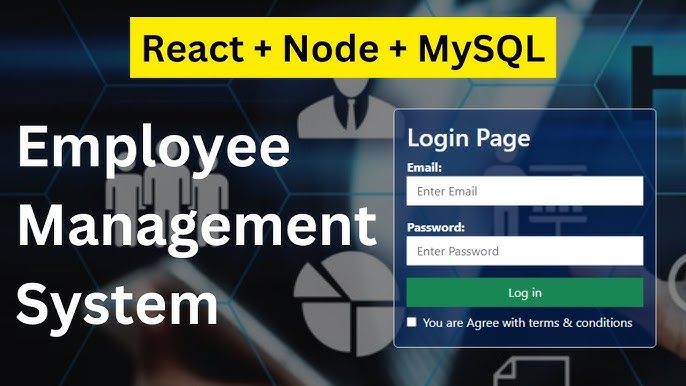 React + Node + MySQL
Employee
Management
System
Login Page
Email:
Enter Email
Password:
Enter Password
Log in
You are Agree with terms & conditions